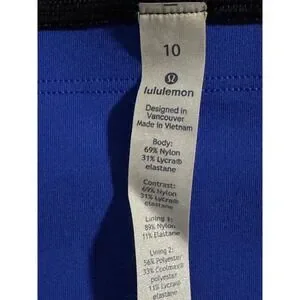 10
lululemon
Designed in
Vancouver
Made in Vietnam
Body:
69% Nylon
31% Lycra®
elastane
Contrast:
69% Nylon
31% Lycra®
elastane
Lining 1:
89% Nylon
11% Elastane
Lining 2:
56% Polyester
33% Coolmax®
polyester
11% Lycra®
elastane